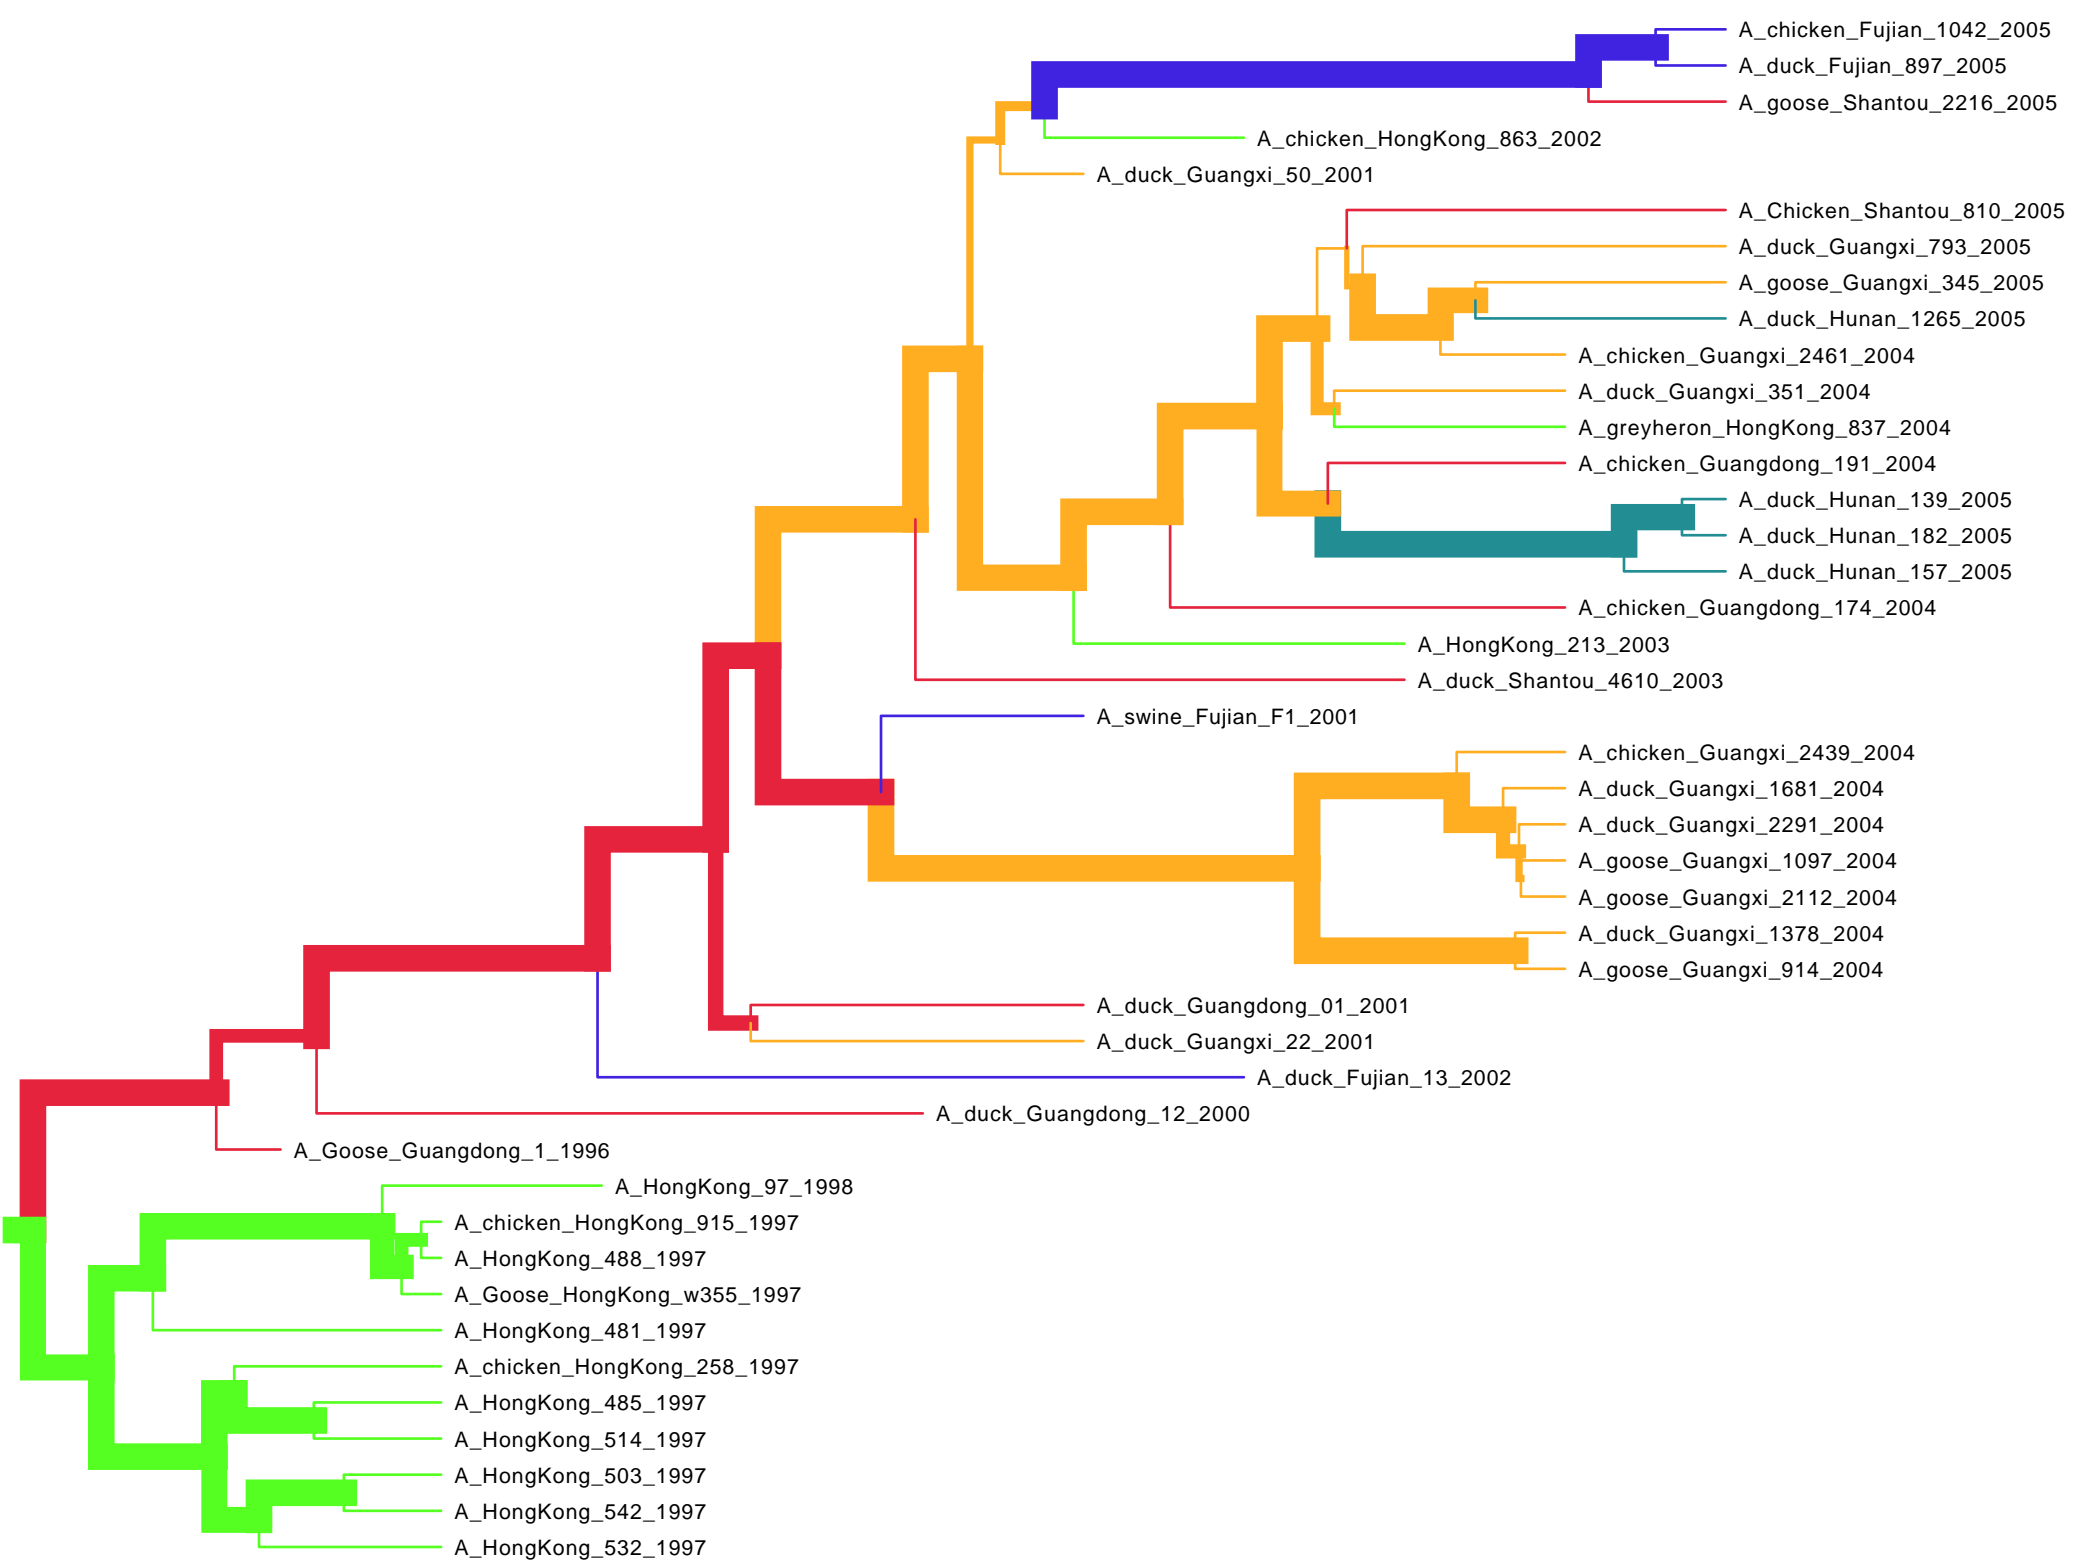 A_chicken_Fujian_1042_2005
A_duck_Fujian_897_2005
A_goose_Shantou_2216_2005
A_chicken_HongKong_863_2002
A_duck_Guangxi_50_2001
A_Chicken_Shantou_810_2005
A_duck_Guangxi_793_2005
A_goose_Guangxi_345_2005
A_duck_Hunan_1265_2005
A_chicken_Guangxi_2461_2004
A_duck_Guangxi_351_2004
A_greyheron_HongKong_837_2004
A_chicken_Guangdong_191_2004
A_duck_Hunan_139_2005
A_duck_Hunan_182_2005
A_duck_Hunan_157_2005
A_chicken_Guangdong_174_2004
A_HongKong_213_2003
A_duck_Shantou_4610_2003
A_swine_Fujian_F1_2001
A_chicken_Guangxi_2439_2004
A_duck_Guangxi_1681_2004
A_duck_Guangxi_2291_2004
A_goose_Guangxi_1097_2004
A_goose_Guangxi_2112_2004
A_duck_Guangxi_1378_2004
A_goose_Guangxi_914_2004
A_duck_Guangdong_01_2001
A_duck_Guangxi_22_2001
A_duck_Fujian_13_2002
A_duck_Guangdong_12_2000
A_Goose_Guangdong_1_1996
A_HongKong_97_1998
A_chicken_HongKong_915_1997
A_HongKong_488_1997
A_Goose_HongKong_w355_1997
A_HongKong_481_1997
A_chicken_HongKong_258_1997
A_HongKong_485_1997
A_HongKong_514_1997
A_HongKong_503_1997
A_HongKong_542_1997
A_HongKong_532_1997